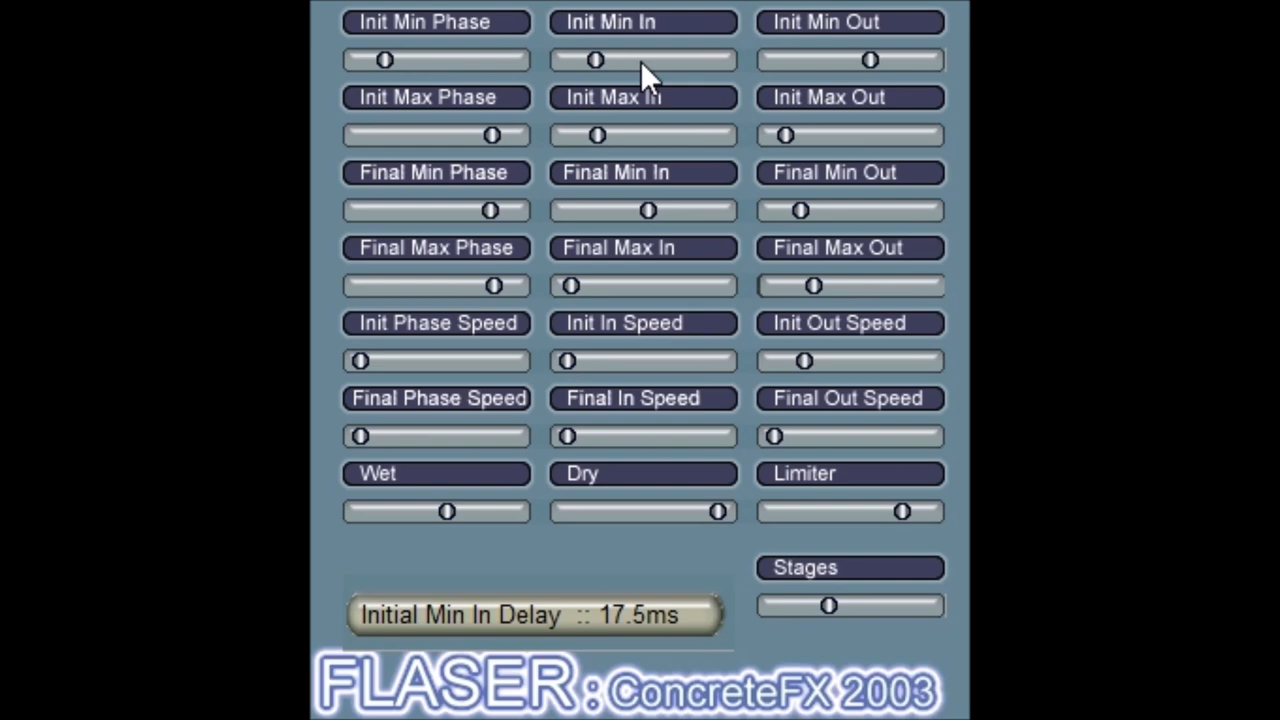 Init Min Phase Init Min In Init Min Out
Init Max Phase Init Max In Init Max Out
Final Min Phase Final Min In Final Min Out
Final Max Phase Final Max In Final Max Out
Init Phase Speed Init In Speed Init Out Speed
Final Phase Speed Final In Speed Final Out Speed
Wet Dry Limiter
Stages
Initial Min In Delay :: 17.5ms
FLASER : ConcreteFX 2003